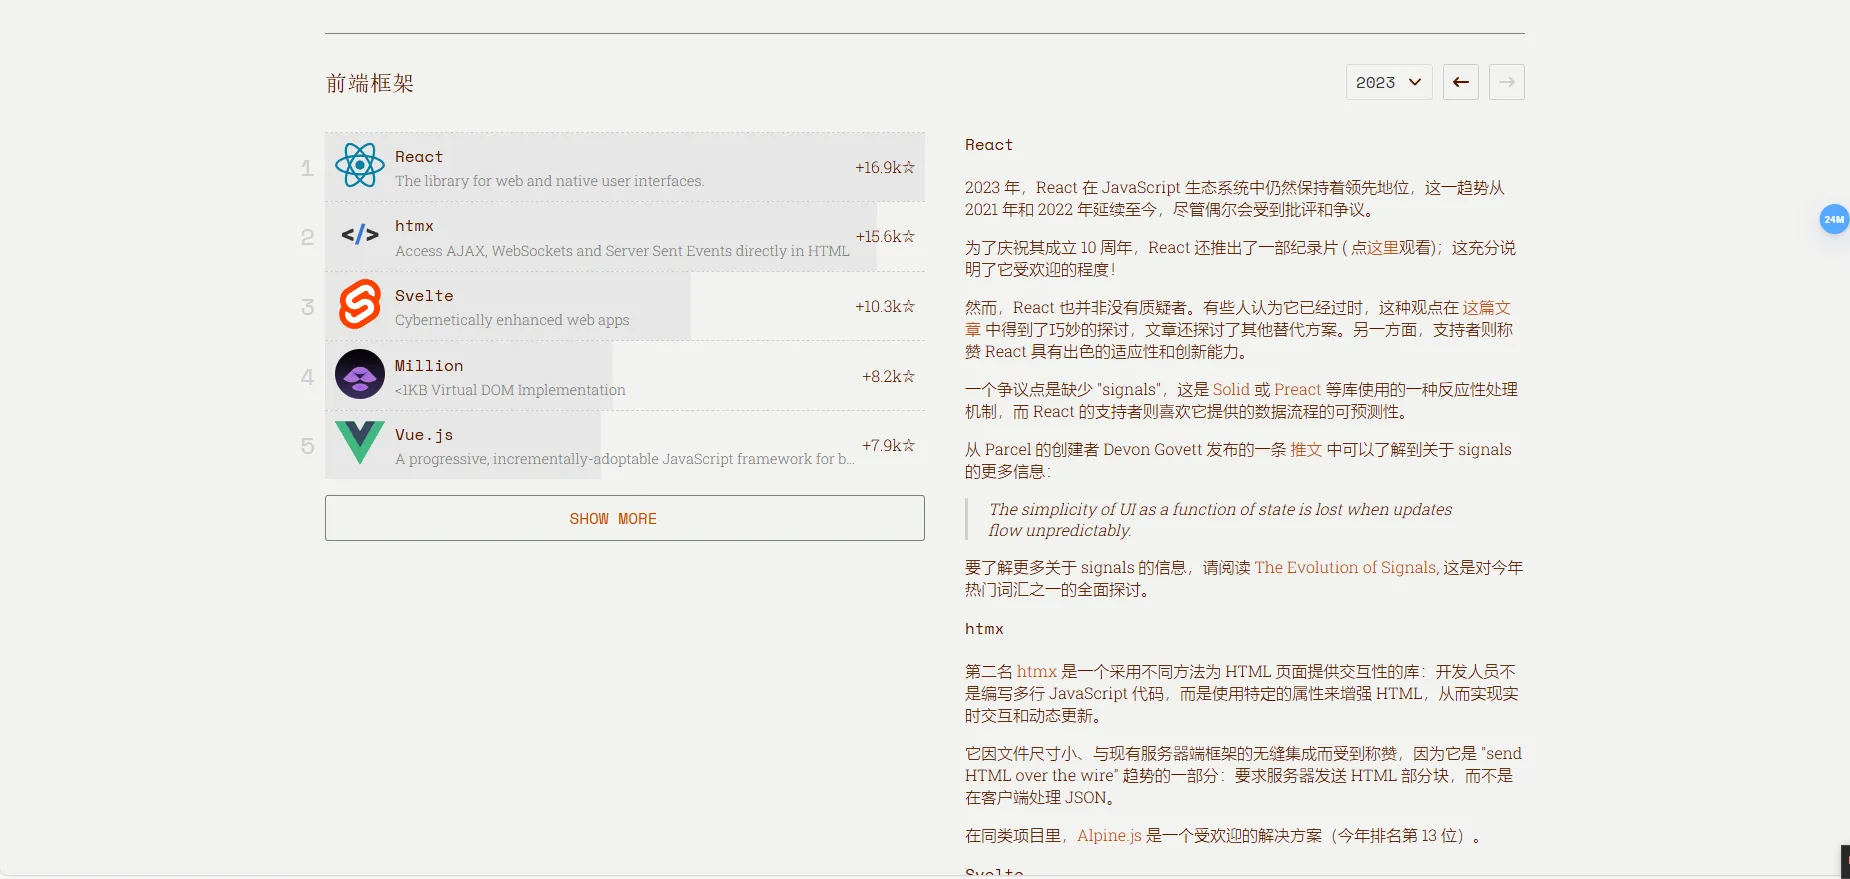 前端框架
2023
1
React
The library for web and native user interfaces.
+16.9k☆
2
htmx
Access AJAX, WebSockets and Server Sent Events directly in HTML
+15.6k☆
3
Svelte
Cybernetically enhanced web apps
+10.3k☆
4
Million
<1KB Virtual DOM Implementation
+8.2k☆
5
Vue.js
A progressive, incrementally-adoptable JavaScript framework for b...
+7.9k☆
SHOW MORE
React
2023 年，React 在 JavaScript 生态系统中仍然保持着领先地位，这一趋势从
2021 年和 2022 年延续至今，尽管偶尔会受到批评和争议。
为了庆祝其成立 10 周年，React 还推出了一部纪录片 ( 点这里观看)；这充分说
明了它受欢迎的程度！
然而，React 也并非没有质疑者。有些人认为它已经过时，这种观点在 这篇文
章 中得到了巧妙的探讨，文章还探讨了其他替代方案。另一方面，支持者则称
赞 React 具有出色的适应性和创新能力。
一个争议点是缺少 "signals"，这是 Solid 或 Preact 等库使用的一种反应性处理
机制，而 React 的支持者则喜欢它提供的数据流程的可预测性。
从 Parcel 的创建者 Devon Govett 发布的一条 推文 中可以了解到关于 signals
的更多信息：
The simplicity of UI as a function of state is lost when updates
flow unpredictably.
要了解更多关于 signals 的信息，请阅读 The Evolution of Signals, 这是对今年
热门词汇之一的全面探讨。
htmx
第二名 htmx 是一个采用不同方法为 HTML 页面提供交互性的库：开发人员不
是编写多行 JavaScript 代码，而是使用特定的属性来增强 HTML，从而实现实
时交互和动态更新。
它因文件尺寸小、与现有服务器端框架的无缝集成而受到称赞，因为它是 "send
HTML over the wire" 趋势的一部分：要求服务器发送 HTML 部分块，而不是
在客户端处理 JSON。
在同类项目里，Alpine.js 是一个受欢迎的解决方案（今年排名第 13 位）。
Svelte
24M